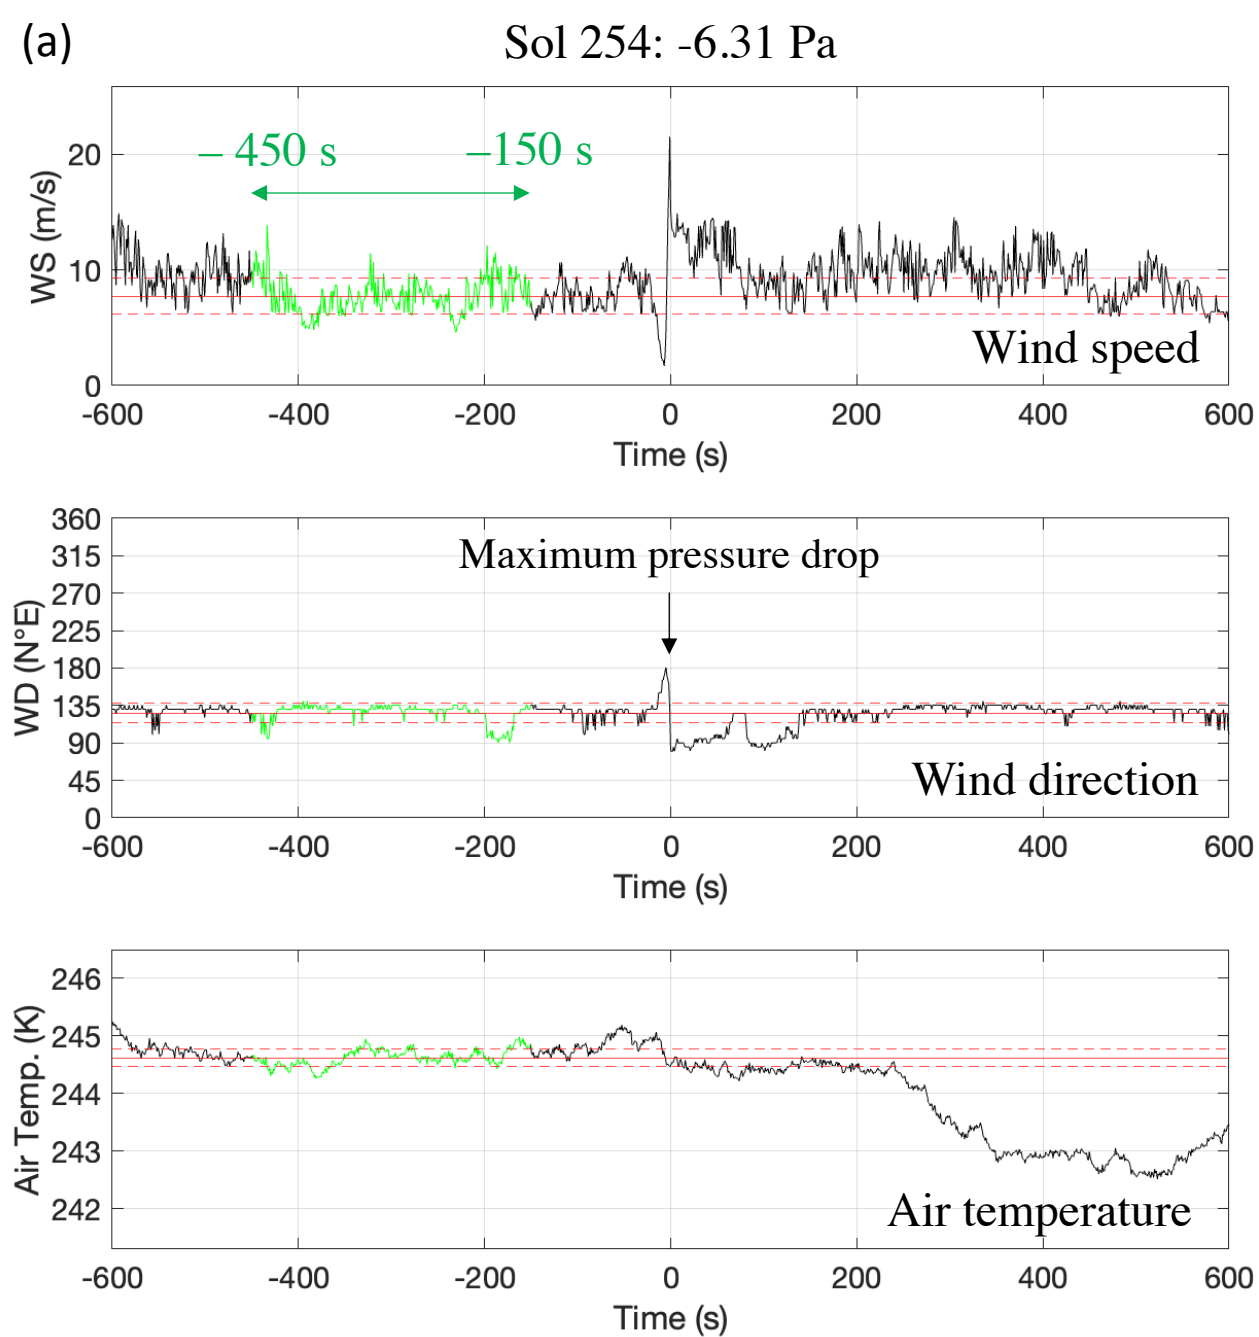 (a)
Sol 254: -6.31 Pa
– 450 s
–150 s
20
10
0
WS (m/s)
Wind speed
-600 -400 -200 0 200 400 600
Time (s)
360
315
270
225
180
135
90
45
0
WD (N°E)
Maximum pressure drop
Wind direction
-600 -400 -200 0 200 400 600
Time (s)
246
245
244
243
242
Air Temp. (K)
Air temperature
-600 -400 -200 0 200 400 600
Time (s)